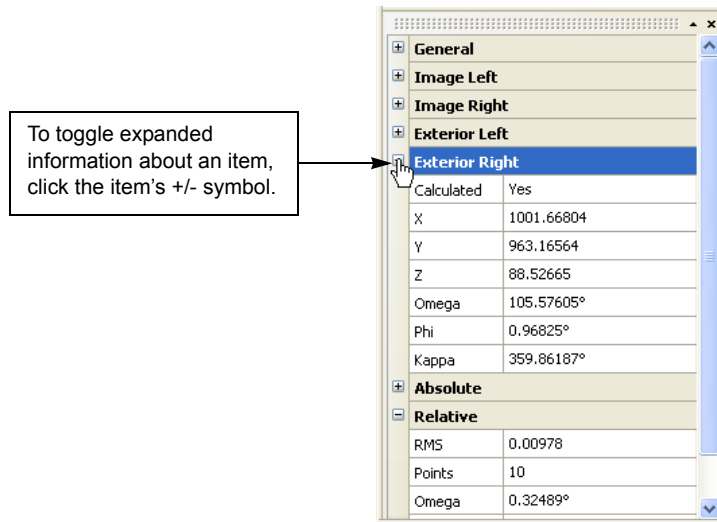 To toggle expanded
information about an item,
click the item's +/- symbol.
General
Image Left
Image Right
Exterior Left
Exterior Right
Calculated Yes
X 1001.66804
Y 963.16564
Z 88.52665
Omega 105.57605°
Phi 0.96825°
Kappa 359.86187°
Absolute
Relative
RMS 0.00978
Points 10
Omega 0.32489°